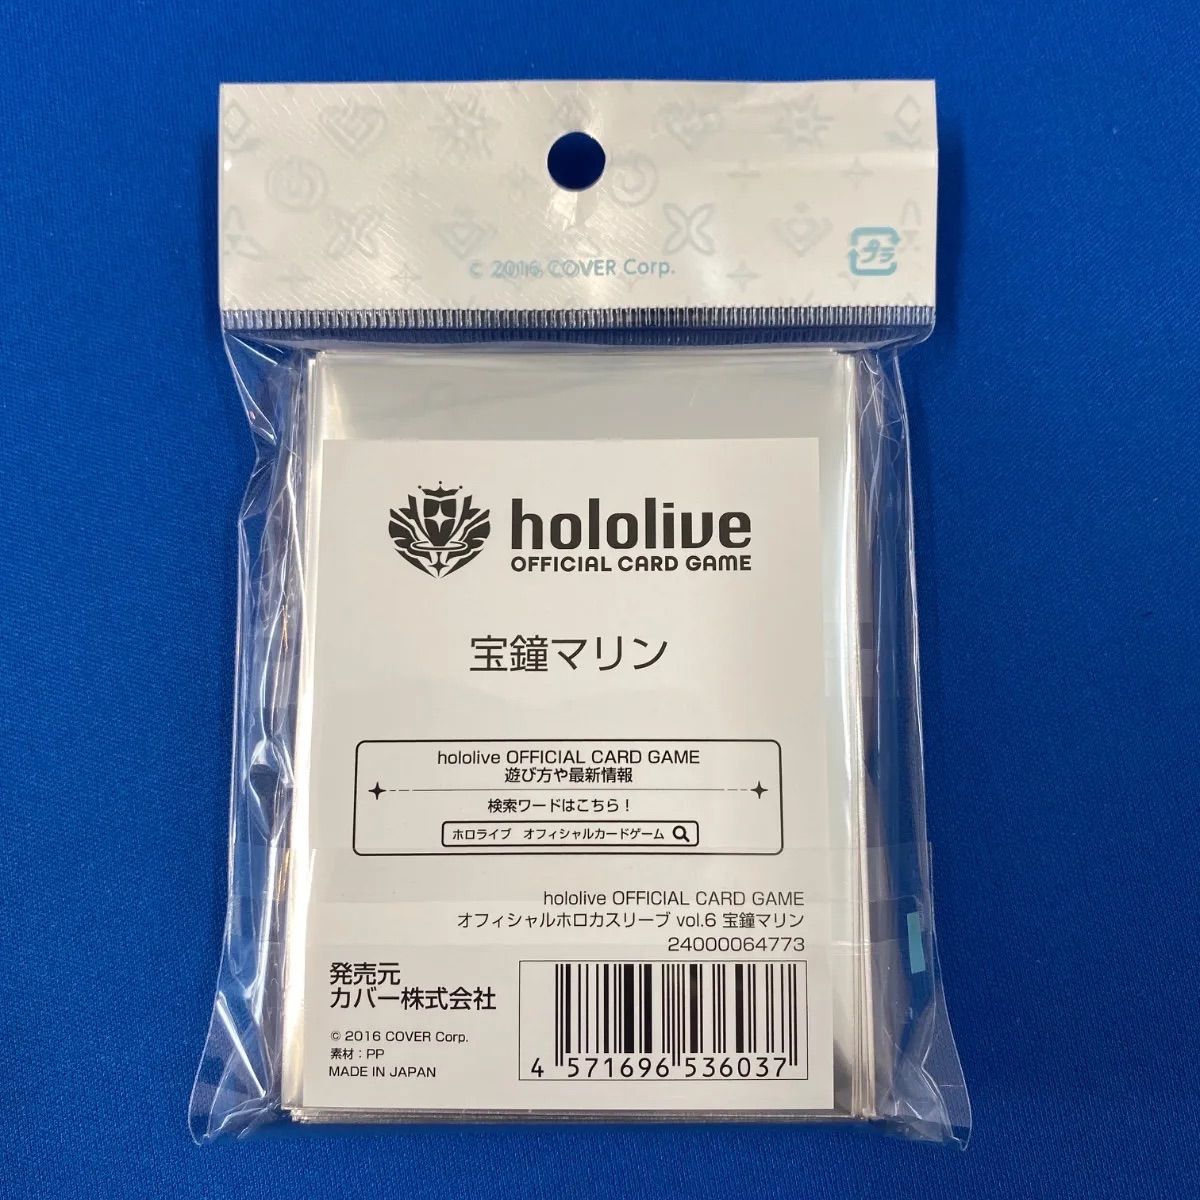 © 2016 COVER Corp.
プラ
hololive
OFFICIAL CARD GAME
宝鐘マリン
hololive OFFICIAL CARD GAME
遊び方や最新情報
検索ワードはこちら！
ホロライブ オフィシャルカードゲーム
hololive OFFICIAL CARD GAME
オフィシャルホロカスリーブ vol.6 宝鐘マリン
24000064773
発売元
カバー株式会社
© 2016 COVER Corp.
素材：PP
MADE IN JAPAN
4 571696 536037